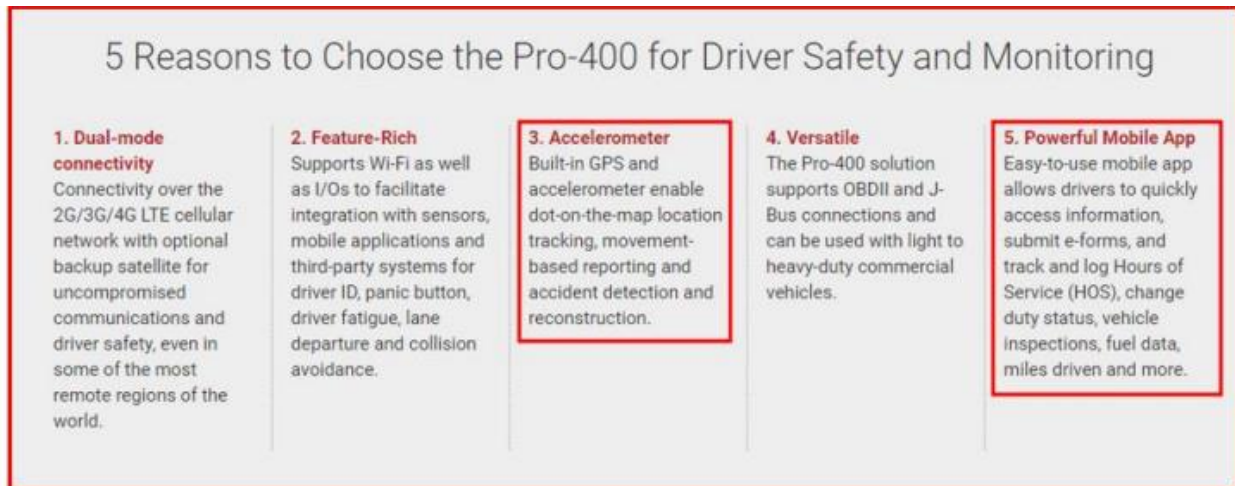 5 Reasons to Choose the Pro-400 for Driver Safety and Monitoring
1. Dual-mode
connectivity
Connectivity over the
2G/3G/4G LTE cellular
network with optional
backup satellite for
uncompromised
communications and
driver safety, even in
some of the most
remote regions of the
world.
2. Feature-Rich
Supports Wi-Fi as well
as I/Os to facilitate
integration with sensors,
mobile applications and
third-party systems for
driver ID, panic button,
driver fatigue, lane
departure and collision
avoidance.
3. Accelerometer
Built-in GPS and
accelerometer enable
dot-on-the-map location
tracking, movement-
based reporting and
accident detection and
reconstruction.
4. Versatile
The Pro-400 solution
supports OBDII and J-
Bus connections and
can be used with light to
heavy-duty commercial
vehicles.
5. Powerful Mobile App
Easy-to-use mobile app
allows drivers to quickly
access information,
submit e-forms, and
track and log Hours of
Service (HOS), change
duty status, vehicle
inspections, fuel data,
miles driven and more.